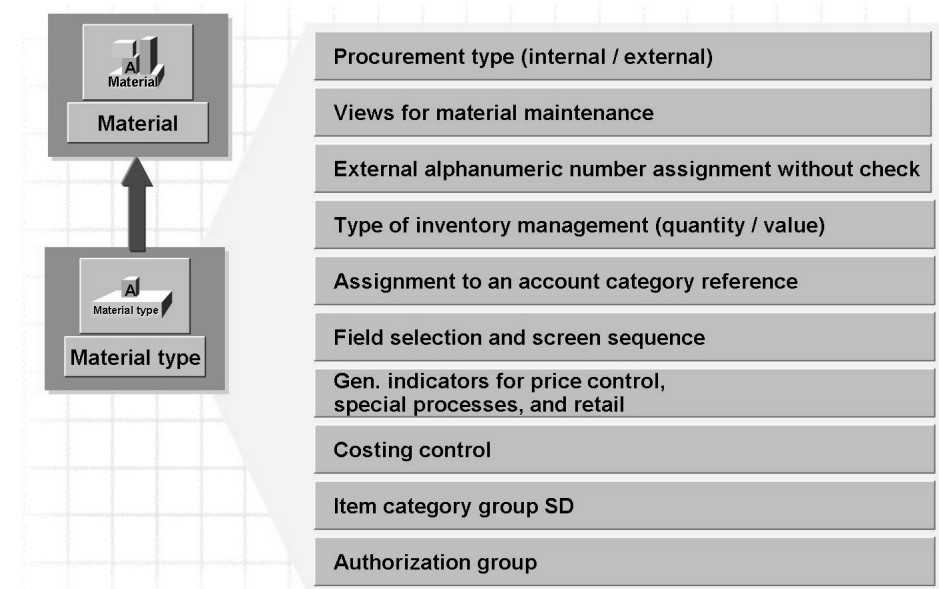 A
Material
Material
A
Material type
Material type
Procurement type (internal / external)
Views for material maintenance
External alphanumeric number assignment without check
Type of inventory management (quantity / value)
Assignment to an account category reference
Field selection and screen sequence
Gen. indicators for price control,
special processes, and retail
Costing control
Item category group SD
Authorization group